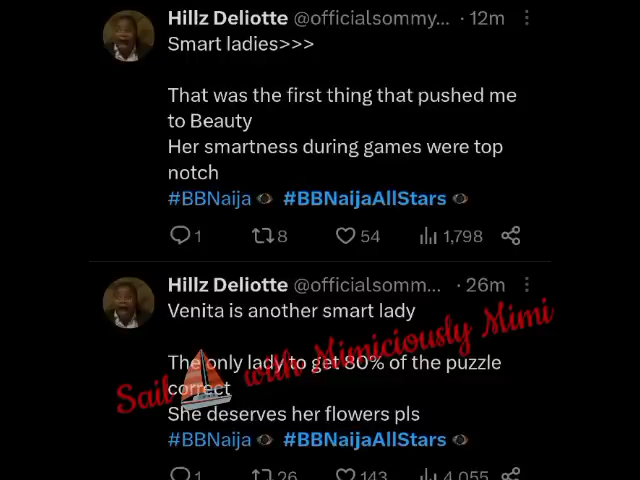 Hillz Deliotte @officialsommy... · 12m
Smart ladies>>>
That was the first thing that pushed me
to Beauty
Her smartness during games were top
notch
#BBNaija #BBNaijaAllStars
1 8 54 1,798
Hillz Deliotte @officialsomm... · 26m
Venita is another smart lady
The only lady to get 80% of the puzzle
correct
Sail with Mimiciously Mimi
She deserves her flowers pls
#BBNaija #BBNaijaAllStars
1 26 143 4,055